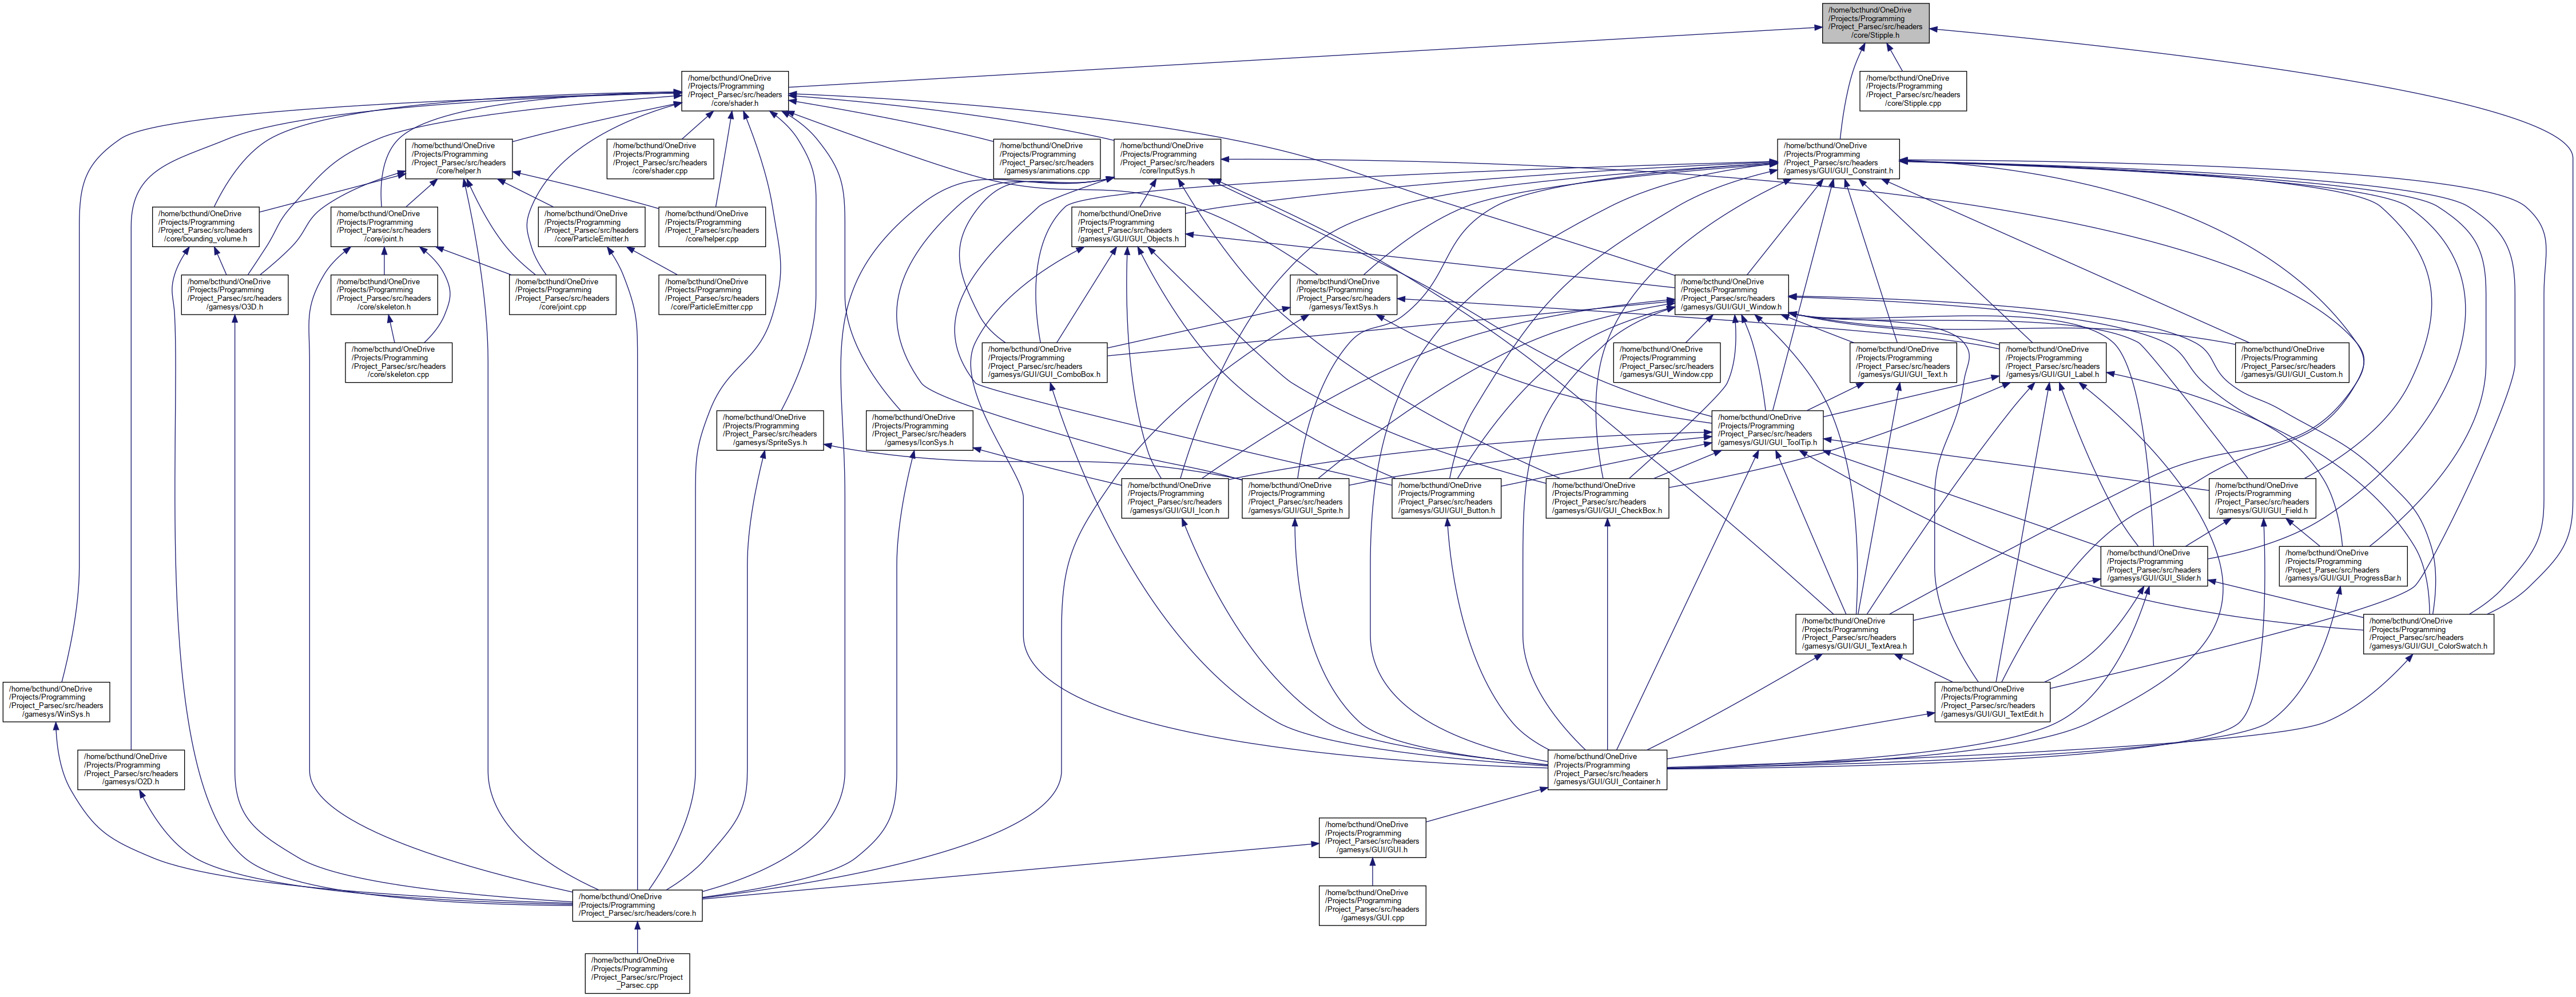 /home/bcthund/OneDrive
/Projects/Programming
/Project_Parsec/src/headers
/core/Stipple.h
/home/bcthund/OneDrive
/Projects/Programming
/Project_Parsec/src/headers
/core/shader.h
/home/bcthund/OneDrive
/Projects/Programming
/Project_Parsec/src/headers
/core/Stipple.cpp
/home/bcthund/OneDrive
/Projects/Programming
/Project_Parsec/src/headers
/core/helper.h
/home/bcthund/OneDrive
/Projects/Programming
/Project_Parsec/src/headers
/core/shader.cpp
/home/bcthund/OneDrive
/Projects/Programming
/Project_Parsec/src/headers
/gamesys/animations.cpp
/home/bcthund/OneDrive
/Projects/Programming
/Project_Parsec/src/headers
/core/InputSys.h
/home/bcthund/OneDrive
/Projects/Programming
/Project_Parsec/src/headers
/gamesys/GUI/GUI_Constraint.h
/home/bcthund/OneDrive
/Projects/Programming
/Project_Parsec/src/headers
/core/bounding_volume.h
/home/bcthund/OneDrive
/Projects/Programming
/Project_Parsec/src/headers
/core/joint.h
/home/bcthund/OneDrive
/Projects/Programming
/Project_Parsec/src/headers
/core/ParticleEmitter.h
/home/bcthund/OneDrive
/Projects/Programming
/Project_Parsec/src/headers
/core/helper.cpp
/home/bcthund/OneDrive
/Projects/Programming
/Project_Parsec/src/headers
/gamesys/GUI/GUI_Objects.h
/home/bcthund/OneDrive
/Projects/Programming
/Project_Parsec/src/headers
/gamesys/O3D.h
/home/bcthund/OneDrive
/Projects/Programming
/Project_Parsec/src/headers
/core/skeleton.h
/home/bcthund/OneDrive
/Projects/Programming
/Project_Parsec/src/headers
/core/joint.cpp
/home/bcthund/OneDrive
/Projects/Programming
/Project_Parsec/src/headers
/core/ParticleEmitter.cpp
/home/bcthund/OneDrive
/Projects/Programming
/Project_Parsec/src/headers
/gamesys/TextSys.h
/home/bcthund/OneDrive
/Projects/Programming
/Project_Parsec/src/headers
/gamesys/GUI/GUI_Window.h
/home/bcthund/OneDrive
/Projects/Programming
/Project_Parsec/src/headers
/core/skeleton.cpp
/home/bcthund/OneDrive
/Projects/Programming
/Project_Parsec/src/headers
/gamesys/GUI/GUI_ComboBox.h
/home/bcthund/OneDrive
/Projects/Programming
/Project_Parsec/src/headers
/gamesys/GUI_Window.cpp
/home/bcthund/OneDrive
/Projects/Programming
/Project_Parsec/src/headers
/gamesys/GUI/GUI_Text.h
/home/bcthund/OneDrive
/Projects/Programming
/Project_Parsec/src/headers
/gamesys/GUI/GUI_Label.h
/home/bcthund/OneDrive
/Projects/Programming
/Project_Parsec/src/headers
/gamesys/GUI/GUI_Custom.h
/home/bcthund/OneDrive
/Projects/Programming
/Project_Parsec/src/headers
/gamesys/SpriteSys.h
/home/bcthund/OneDrive
/Projects/Programming
/Project_Parsec/src/headers
/gamesys/IconSys.h
/home/bcthund/OneDrive
/Projects/Programming
/Project_Parsec/src/headers
/gamesys/GUI/GUI_ToolTip.h
/home/bcthund/OneDrive
/Projects/Programming
/Project_Parsec/src/headers
/gamesys/GUI/GUI_Icon.h
/home/bcthund/OneDrive
/Projects/Programming
/Project_Parsec/src/headers
/gamesys/GUI/GUI_Sprite.h
/home/bcthund/OneDrive
/Projects/Programming
/Project_Parsec/src/headers
/gamesys/GUI/GUI_Button.h
/home/bcthund/OneDrive
/Projects/Programming
/Project_Parsec/src/headers
/gamesys/GUI/GUI_CheckBox.h
/home/bcthund/OneDrive
/Projects/Programming
/Project_Parsec/src/headers
/gamesys/GUI/GUI_Field.h
/home/bcthund/OneDrive
/Projects/Programming
/Project_Parsec/src/headers
/gamesys/GUI/GUI_Slider.h
/home/bcthund/OneDrive
/Projects/Programming
/Project_Parsec/src/headers
/gamesys/GUI/GUI_ProgressBar.h
/home/bcthund/OneDrive
/Projects/Programming
/Project_Parsec/src/headers
/gamesys/GUI/GUI_TextArea.h
/home/bcthund/OneDrive
/Projects/Programming
/Project_Parsec/src/headers
/gamesys/GUI/GUI_ColorSwatch.h
/home/bcthund/OneDrive
/Projects/Programming
/Project_Parsec/src/headers
/gamesys/WinSys.h
/home/bcthund/OneDrive
/Projects/Programming
/Project_Parsec/src/headers
/gamesys/GUI/GUI_TextEdit.h
/home/bcthund/OneDrive
/Projects/Programming
/Project_Parsec/src/headers
/gamesys/O2D.h
/home/bcthund/OneDrive
/Projects/Programming
/Project_Parsec/src/headers
/gamesys/GUI/GUI_Container.h
/home/bcthund/OneDrive
/Projects/Programming
/Project_Parsec/src/headers
/gamesys/GUI/GUI.h
/home/bcthund/OneDrive
/Projects/Programming
/Project_Parsec/src/headers/core.h
/home/bcthund/OneDrive
/Projects/Programming
/Project_Parsec/src/headers
/gamesys/GUI.cpp
/home/bcthund/OneDrive
/Projects/Programming
/Project_Parsec/src/Project
_Parsec.cpp